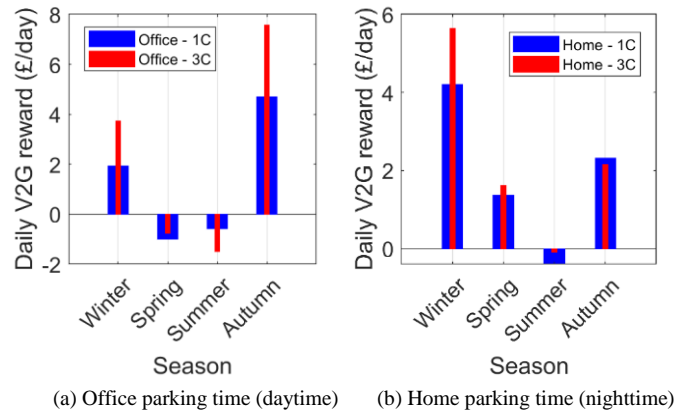 Daily V2G reward (£/day)
8
6
4
2
0
-2
Office - 1C
Office - 3C
Winter
Spring
Summer
Autumn
Season
(a) Office parking time (daytime)
Daily V2G reward (£/day)
6
4
2
0
Home - 1C
Home - 3C
Winter
Spring
Summer
Autumn
Season
(b) Home parking time (nighttime)